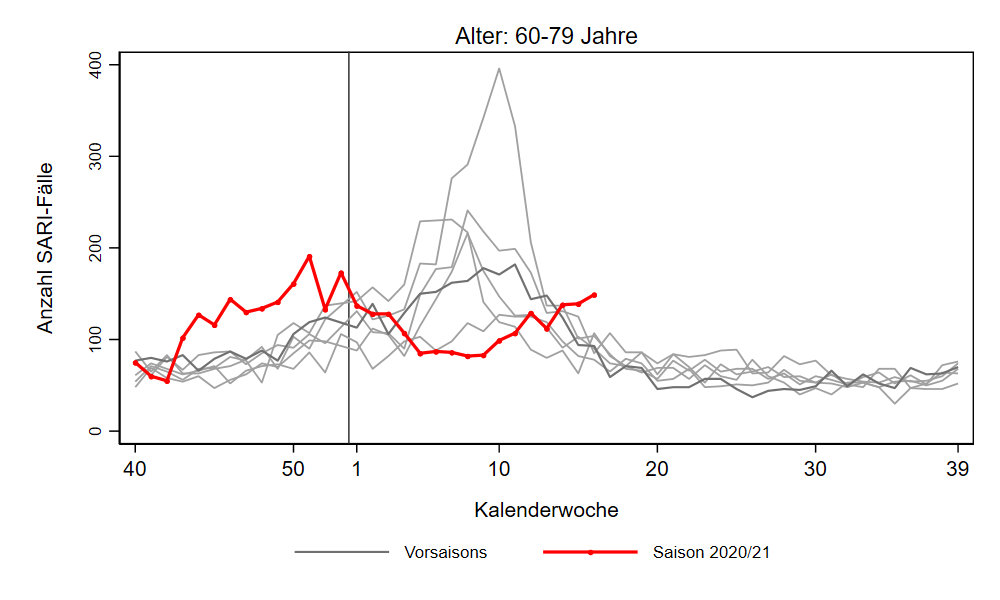 Alter: 60-79 Jahre
Anzahl SARI-Fälle
400
300
200
100
0
40 50 1 10 20 30 39
Kalenderwoche
Vorsaisons Saison 2020/21